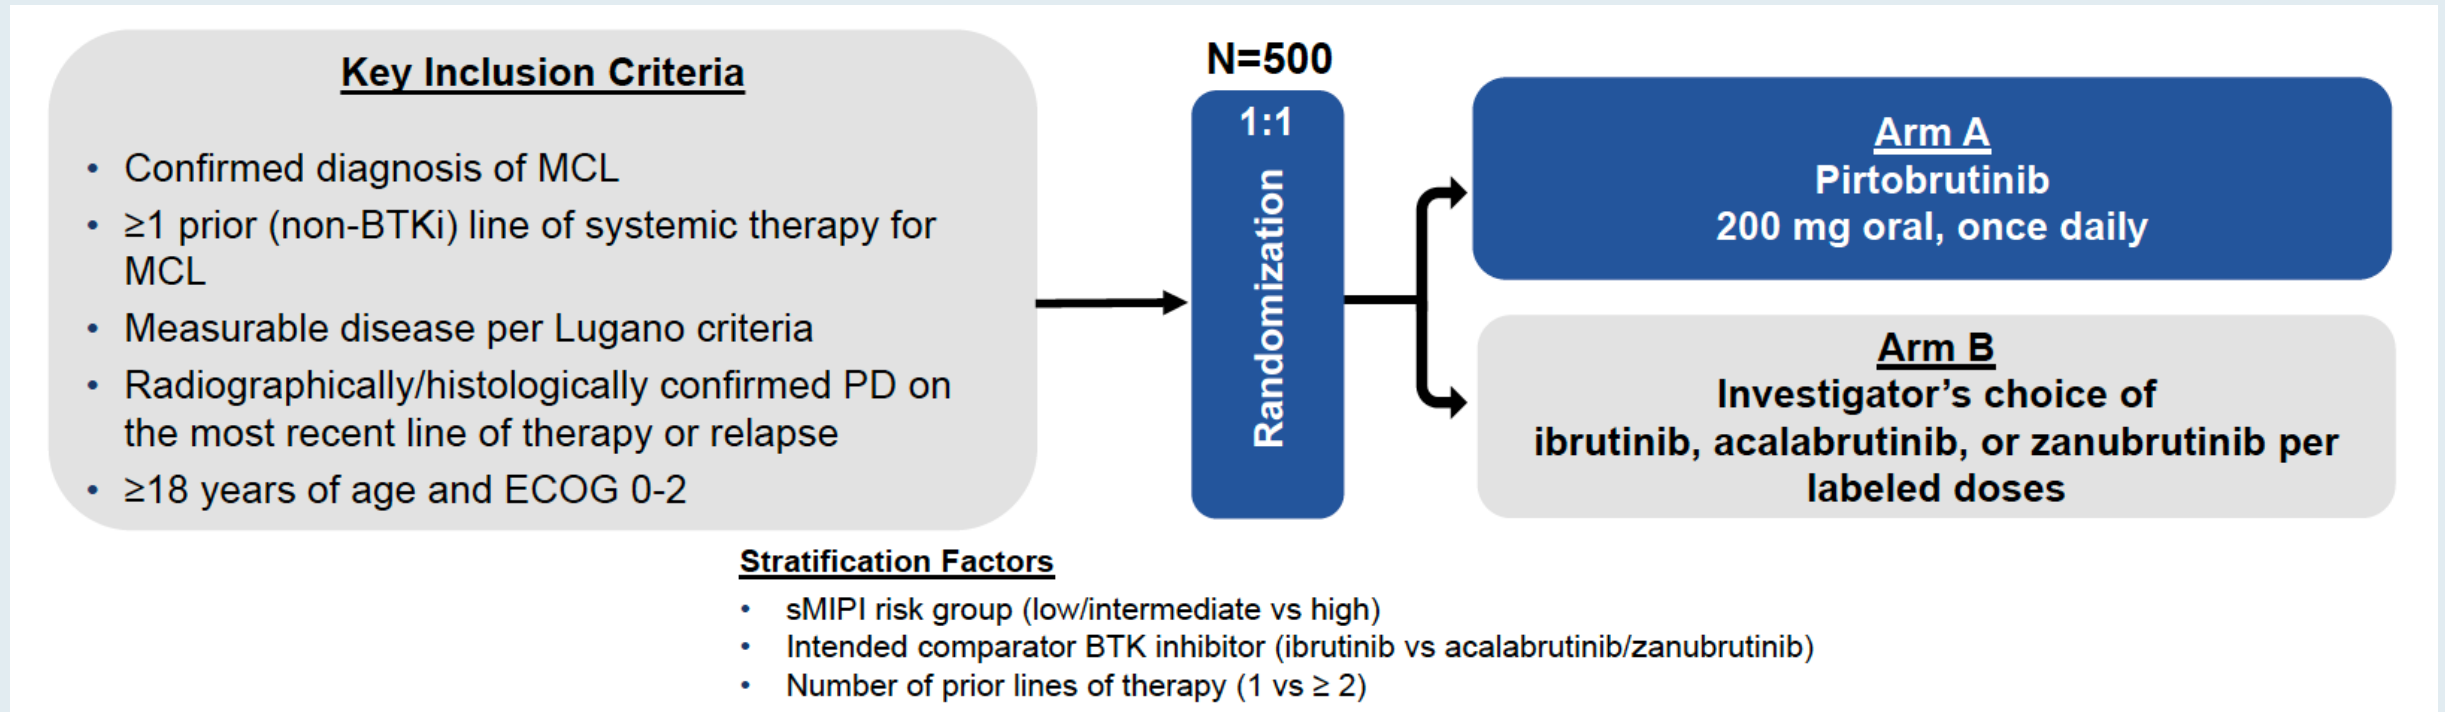 Key Inclusion Criteria
• Confirmed diagnosis of MCL
• ≥1 prior (non-BTKi) line of systemic therapy for
MCL
• Measurable disease per Lugano criteria
• Radiographically/histologically confirmed PD on
the most recent line of therapy or relapse
• ≥18 years of age and ECOG 0-2
N=500
1:1
Randomization
Arm A
Pirtobrutinib
200 mg oral, once daily
Arm B
Investigator’s choice of
ibrutinib, acalabrutinib, or zanubrutinib per
labeled doses
Stratification Factors
• sMIPI risk group (low/intermediate vs high)
• Intended comparator BTK inhibitor (ibrutinib vs acalabrutinib/zanubrutinib)
• Number of prior lines of therapy (1 vs ≥ 2)